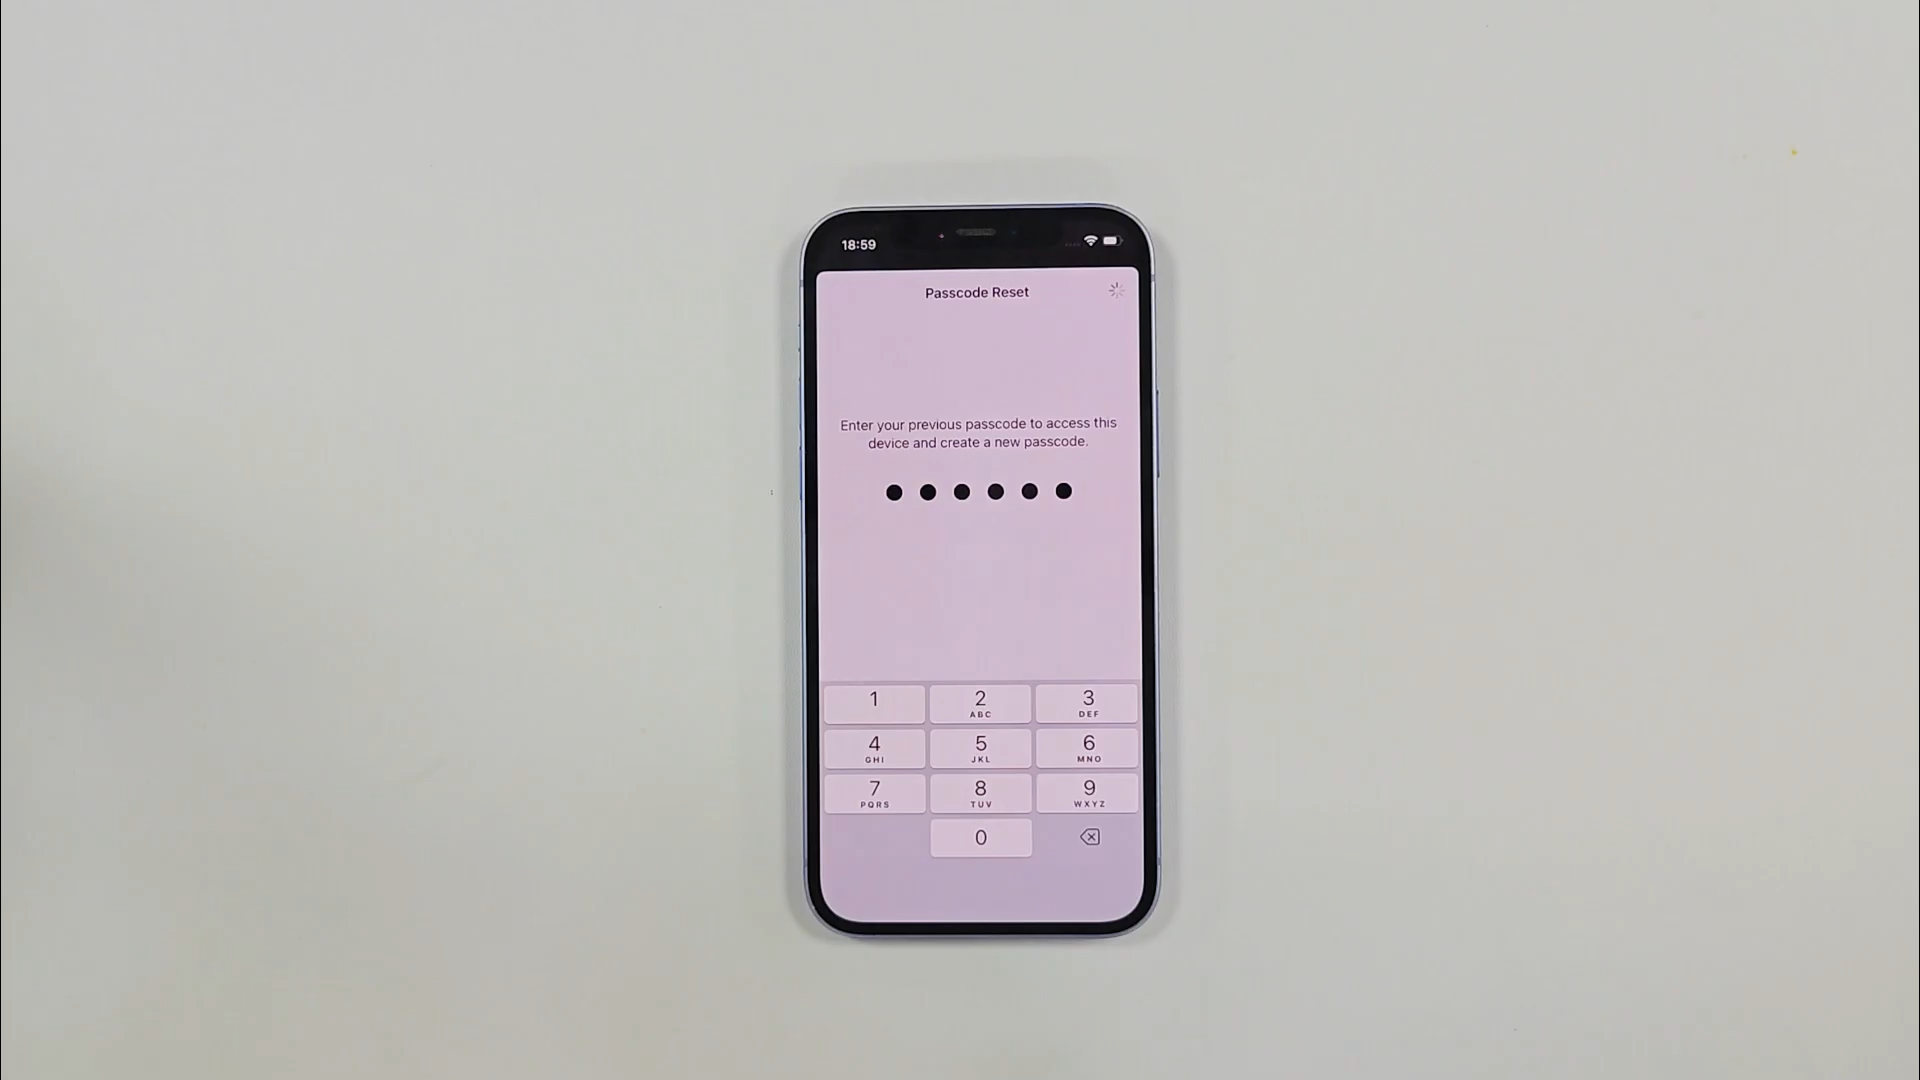 18:59
Passcode Reset
Enter your previous passcode to access this
device and create a new passcode.
1 2 3
ABC DEF
4 5 6
GHI JKL MNO
7 8 9
PQRS TUV WXYZ
0